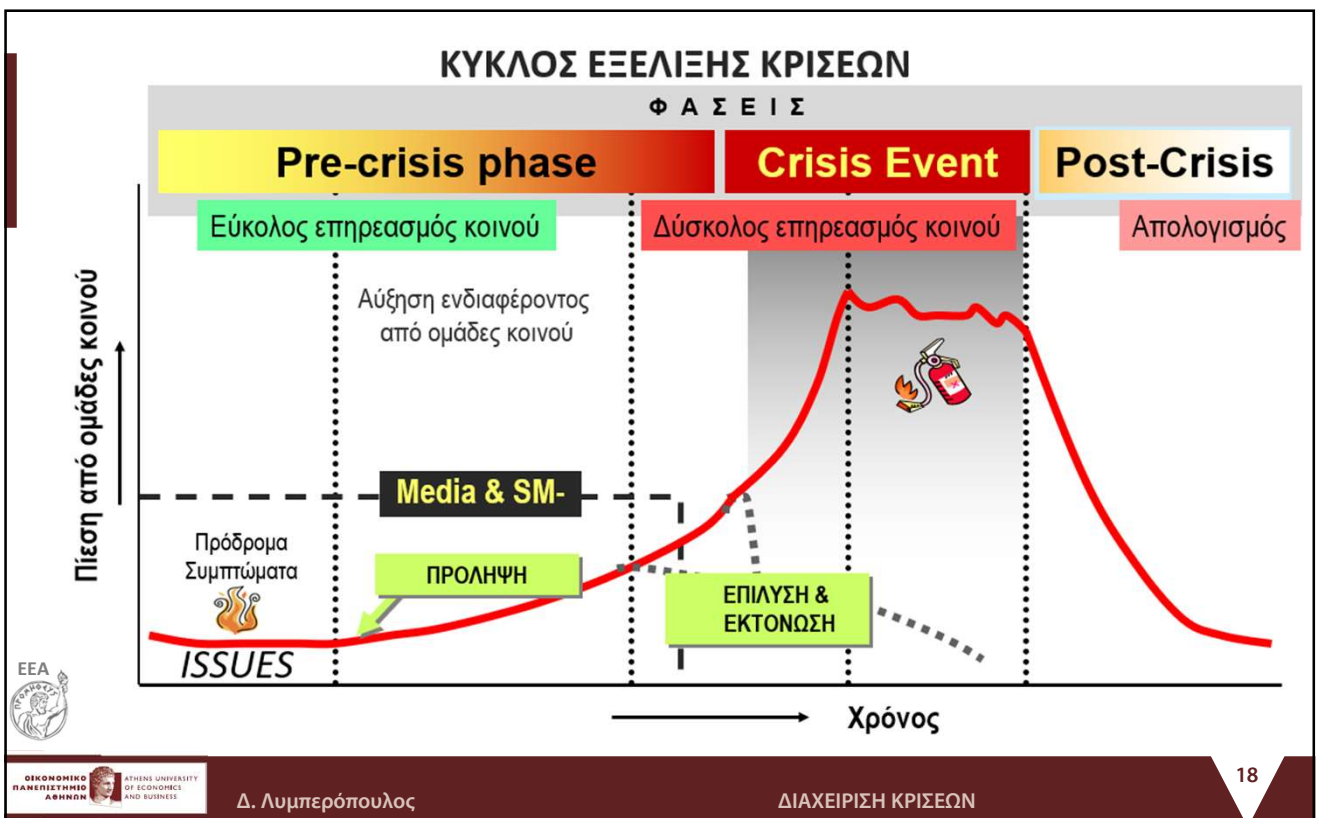 ΚΥΚΛΟΣ ΕΞΕΛΙΞΗΣ ΚΡΙΣΕΩΝ
ΦΑΣΕΙΣ
Pre-crisis phase
Crisis Event
Post-Crisis
Εύκολος επηρεασμός κοινού
Δύσκολος επηρεασμός κοινού
Απολογισμός
Αύξηση ενδιαφέροντος
από ομάδες κοινού
Πίεση από ομάδες κοινού
Media & SM-
Πρόδρομα
Συμπτώματα
ΠΡΟΛΗΨΗ
ΕΠΙΛΥΣΗ &
ΕΚΤΟΝΩΣΗ
ISSUES
Χρόνος
ΕΕΑ
ΠΡΟΜΗΘΕΥΣ
ΟΙΚΟΝΟΜΙΚΟ
ΠΑΝΕΠΙΣΤΗΜΙΟ
ΑΘΗΝΩΝ
ATHENS UNIVERSITY
OF ECONOMICS
AND BUSINESS
Δ. Λυμπερόπουλος
ΔΙΑΧΕΙΡΙΣΗ ΚΡΙΣΕΩΝ
18